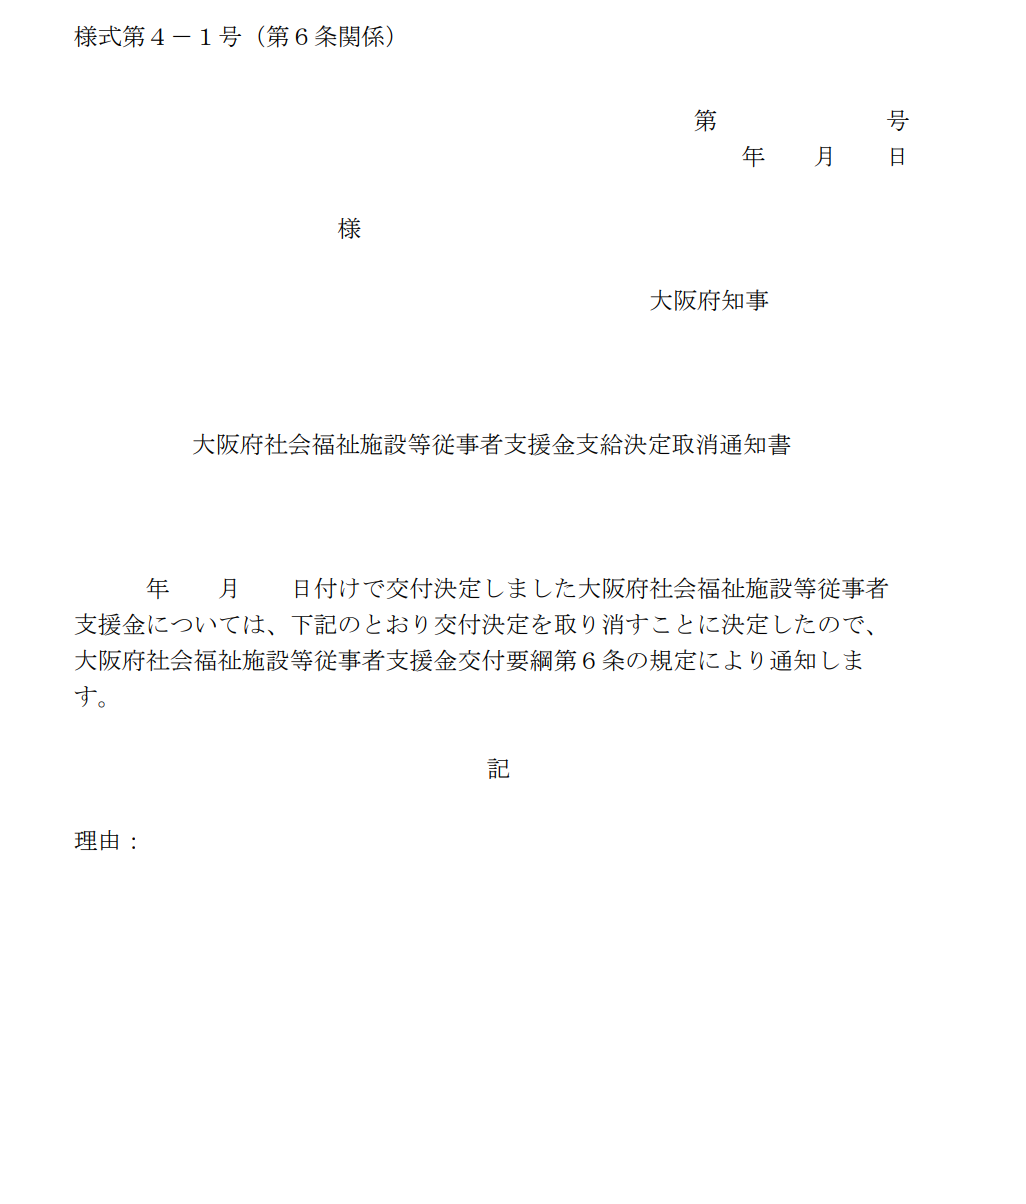 様式第４－１号（第６条関係）
第　　　　　　　号
年　　月　　日
様
大阪府知事
大阪府社会福祉施設等従事者支援金支給決定取消通知書
年　　月　　日付けで交付決定しました大阪府社会福祉施設等従事者
支援金については、下記のとおり交付決定を取り消すことに決定したので、
大阪府社会福祉施設等従事者支援金交付要綱第６条の規定により通知しま
す。
記
理由：